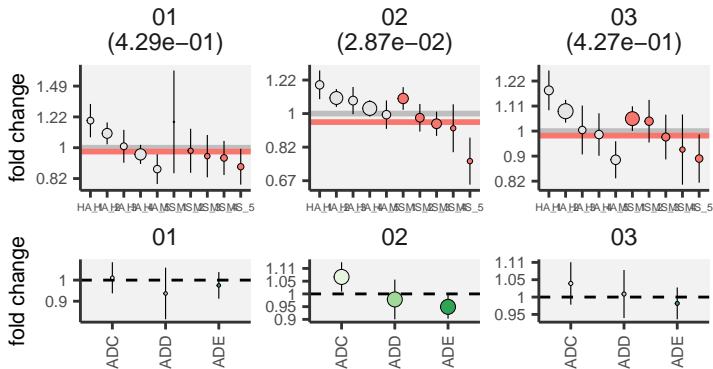 01
(4.29e−01)
02
(2.87e−02)
03
(4.27e−01)
fold change
1.49
1.22
1
0.82
1.22
1
0.82
0.67
1.22
1.11
1
0.9
0.82
01
02
03
fold change
1
0.9
1.11
1.05
1
0.95
0.9
1.11
1.05
1
0.95
ADC
ADD
ADE
ADC
ADD
ADE
ADC
ADD
ADE